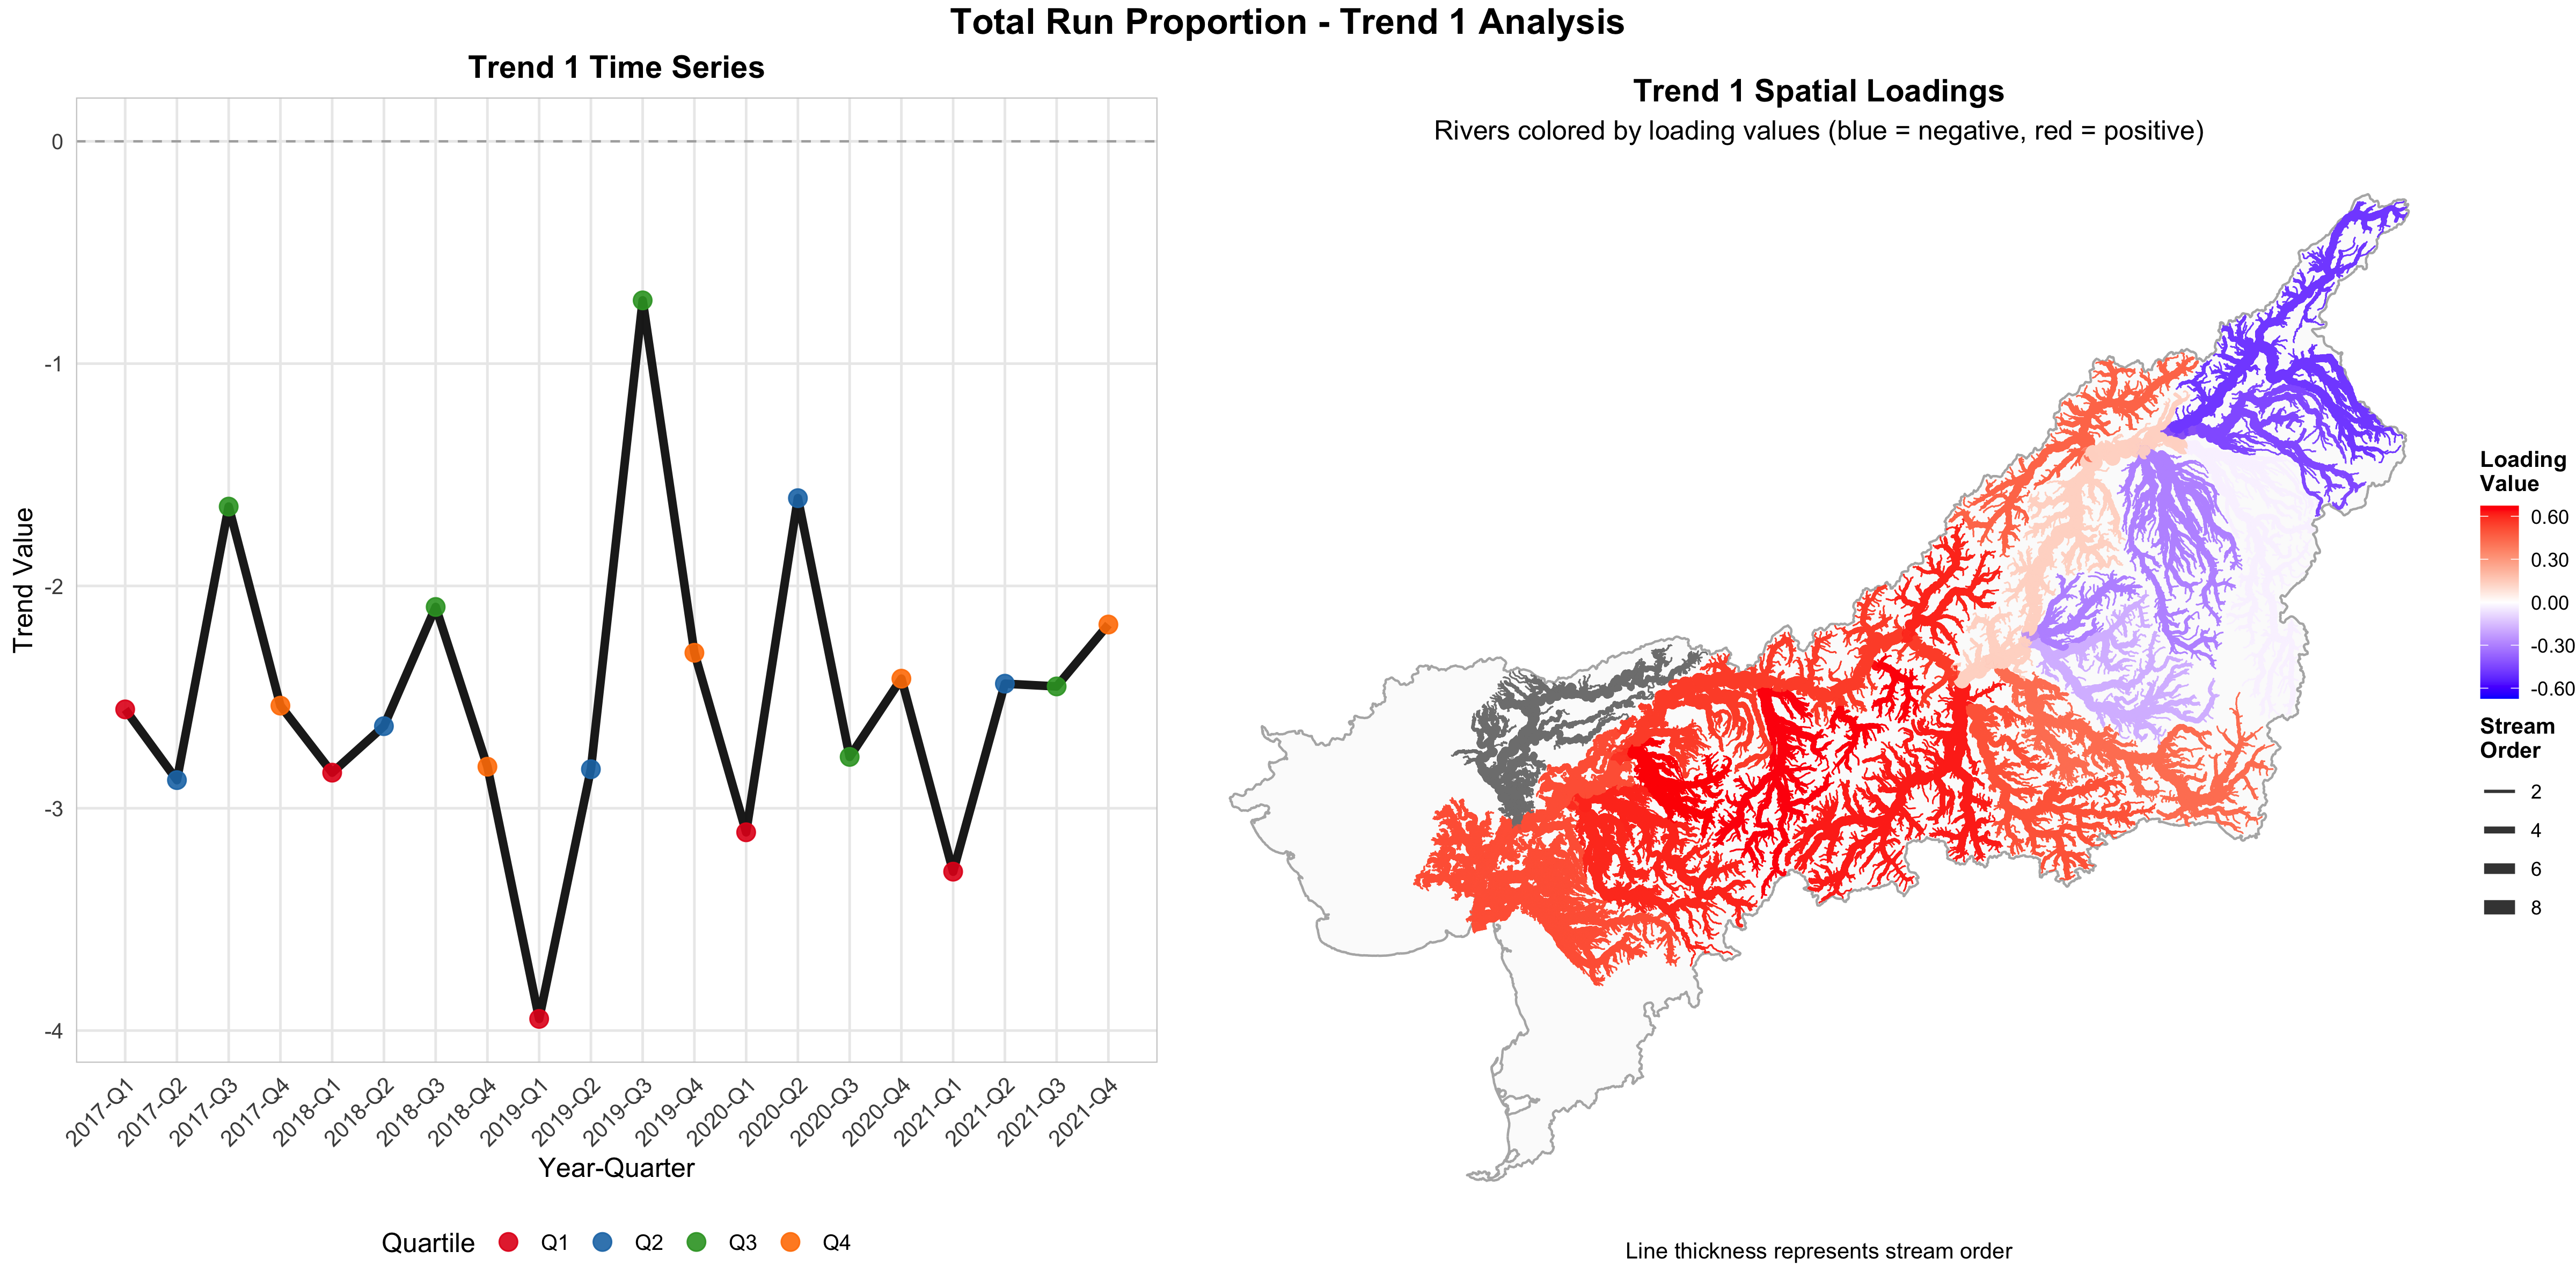 Total Run Proportion - Trend 1 Analysis
Trend 1 Time Series
Trend Value
0
-1
-2
-3
-4
2017-Q1
2017-Q2
2017-Q3
2017-Q4
2018-Q1
2018-Q2
2018-Q3
2018-Q4
2019-Q1
2019-Q2
2019-Q3
2019-Q4
2020-Q1
2020-Q2
2020-Q3
2020-Q4
2021-Q1
2021-Q2
2021-Q3
2021-Q4
Year-Quarter
Quartile Q1 Q2 Q3 Q4
Trend 1 Spatial Loadings
Rivers colored by loading values (blue = negative, red = positive)
Loading
Value
0.60
0.30
0.00
-0.30
-0.60
Stream
Order
2
4
6
8
Line thickness represents stream order